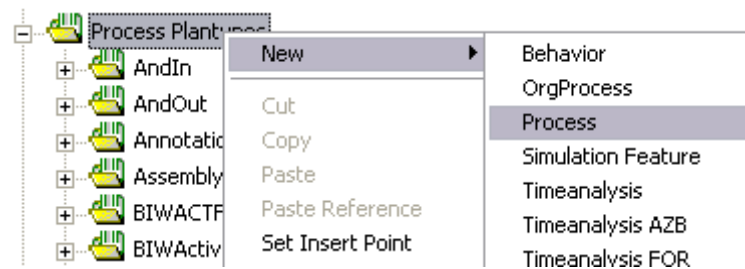 Process Plantypes
AndIn
AndOut
Annotatio
Assembly
BIWACTF
BIWActiv
New
Cut
Copy
Paste
Paste Reference
Set Insert Point
Behavior
OrgProcess
Process
Simulation Feature
Timeanalysis
Timeanalysis AZB
Timeanalysis FOR